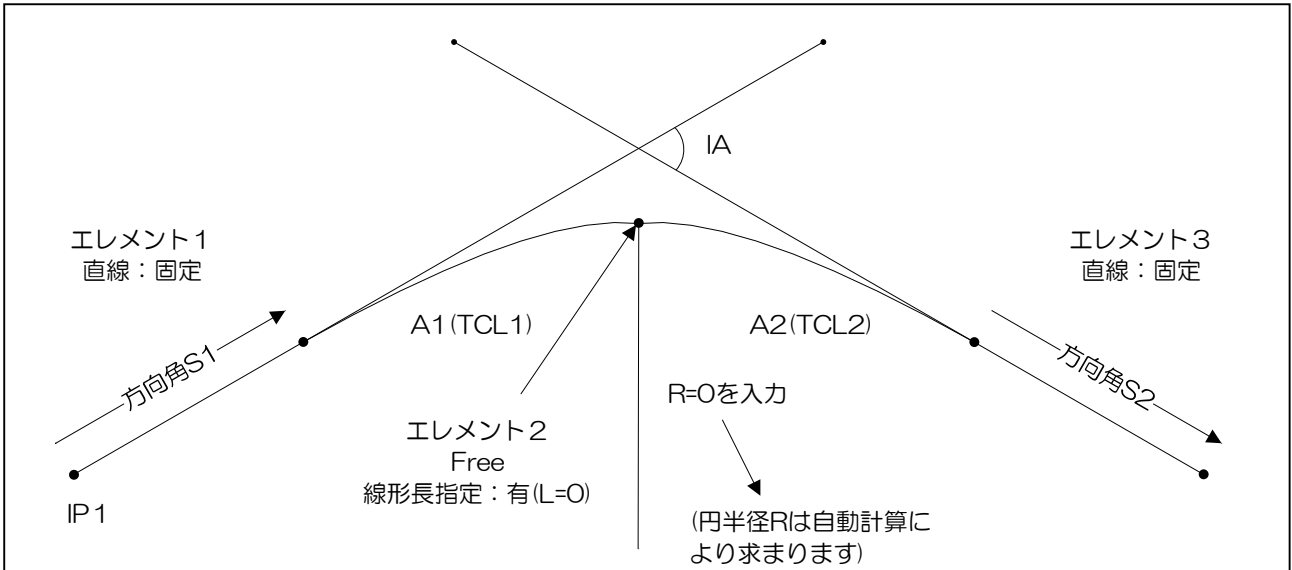 IA
エレメント1
直線：固定
エレメント3
直線：固定
A1(TCL1)
A2(TCL2)
方向角S1
方向角S2
R=0を入力
エレメント2
Free
線形長指定：有(L=0)
IP1
(円半径Rは自動計算に
より求まります)